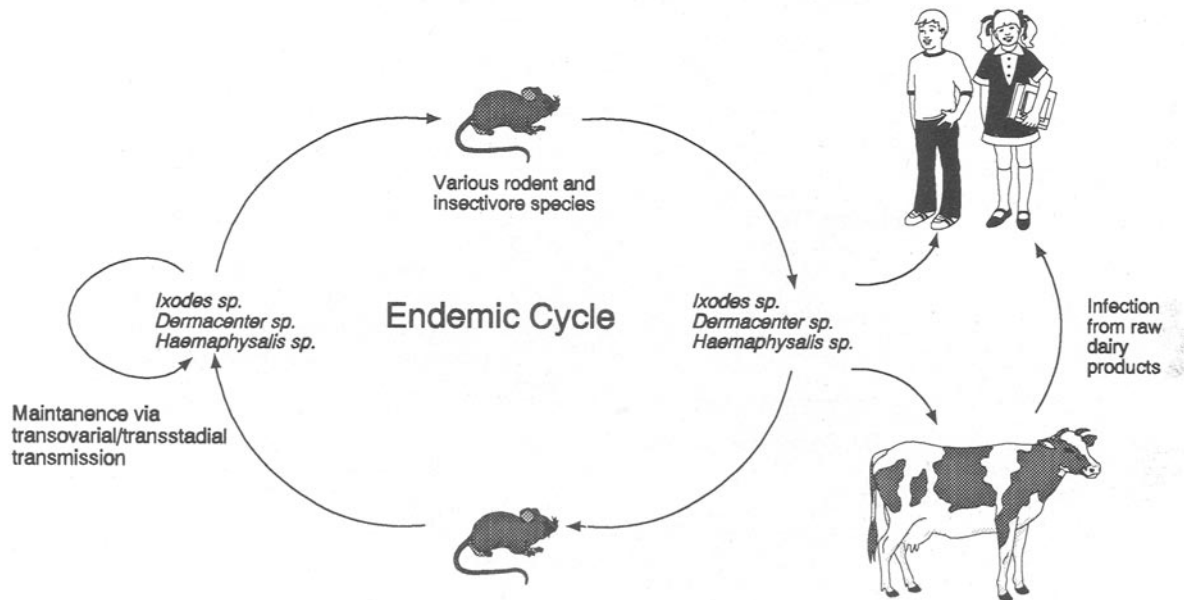 Various rodent and
insectivore species
Ixodes sp.
Dermacenter sp.
Haemaphysalis sp.
Endemic Cycle
Ixodes sp.
Dermacenter sp.
Haemaphysalis sp.
Infection
from raw
dairy
products
Maintanence via
transovarial/transstadial
transmission